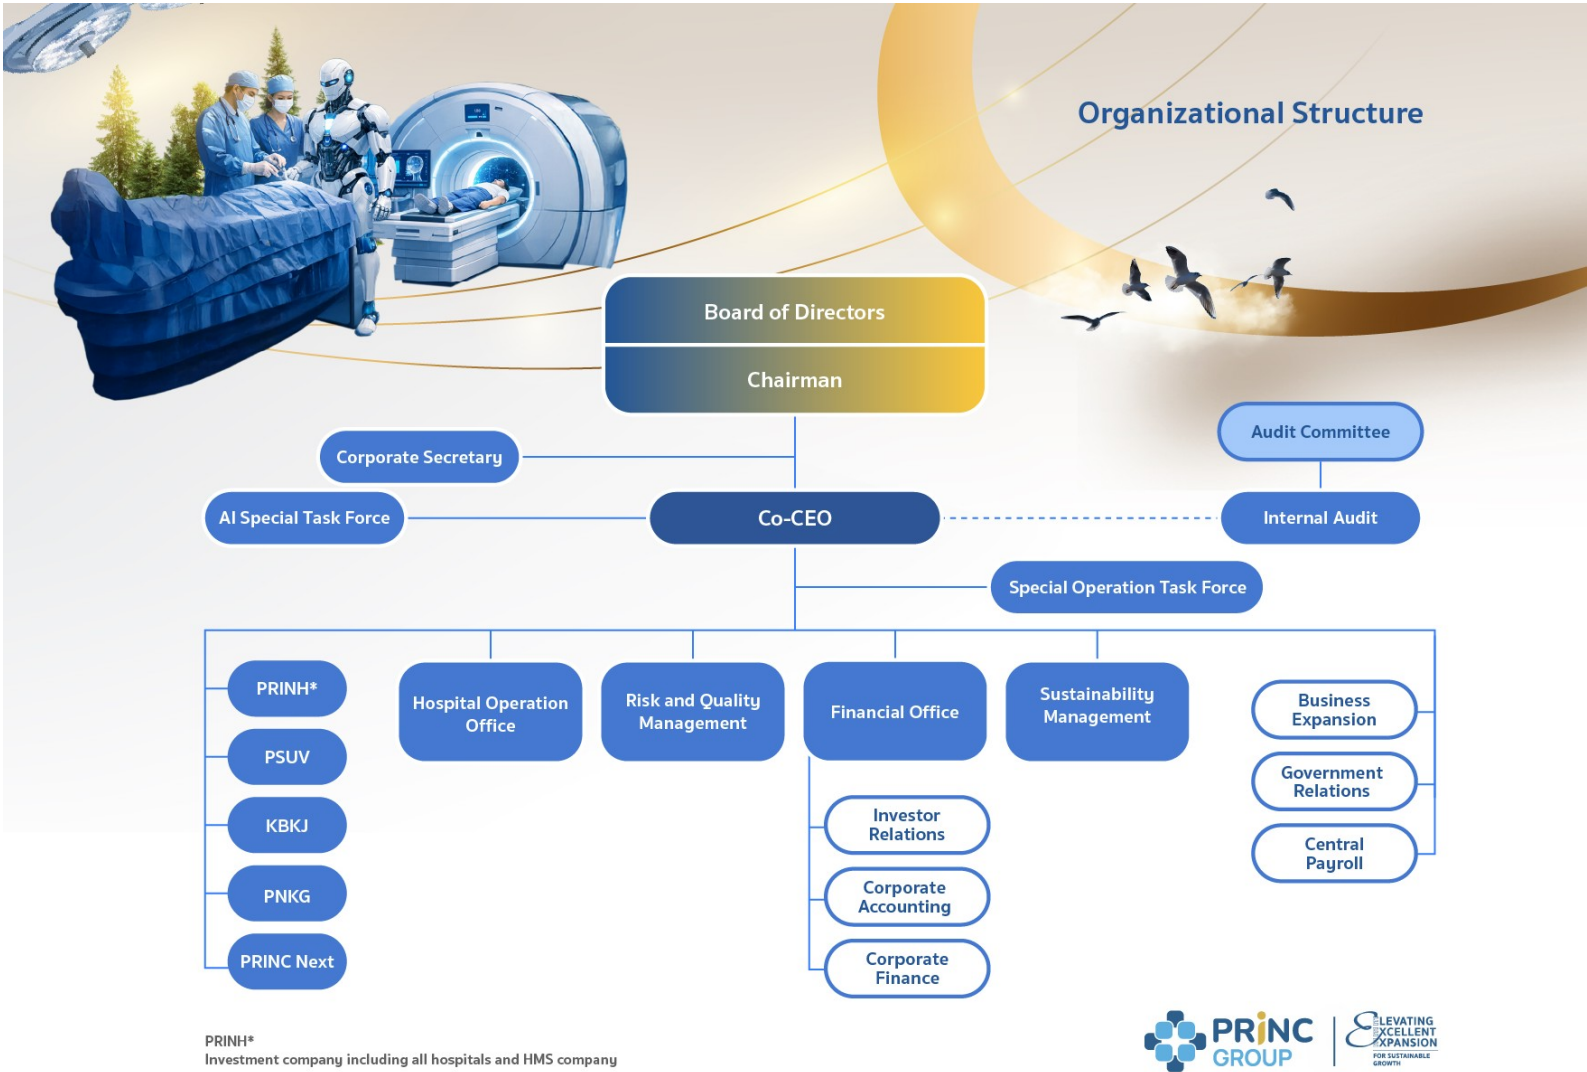 Organizational Structure
Board of Directors
Chairman
Audit Committee
Corporate Secretary
AI Special Task Force
Co-CEO
Internal Audit
Special Operation Task Force
PRINH*
PSUV
KBKJ
PNKG
PRINC Next
Hospital Operation
Office
Risk and Quality
Management
Financial Office
Investor
Relations
Corporate
Accounting
Corporate
Finance
Sustainability
Management
Business
Expansion
Government
Relations
Central
Payroll
PRINH*
Investment company including all hospitals and HMS company
PRiNC
GROUP
ELEVATING
EXCELLENT
EXPANSION
FOR SUSTAINABLE
GROWTH